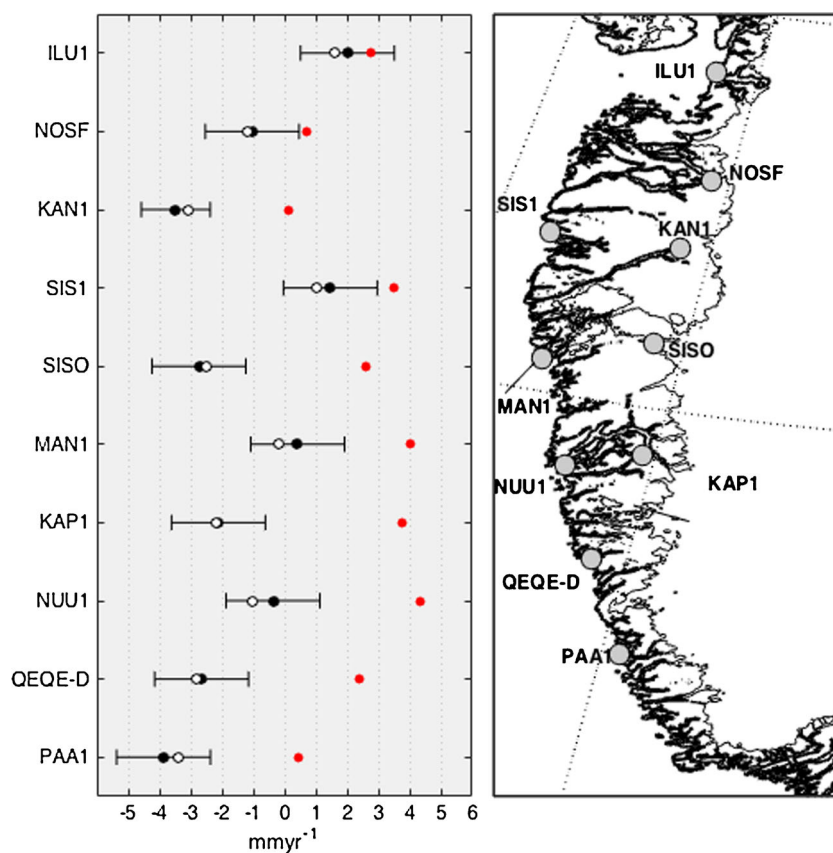 ILU1
NOSF
KAN1
SIS1
SISO
MAN1
KAP1
NUU1
QEQE-D
PAA1
-5 -4 -3 -2 -1 0 1 2 3 4 5 6
mmyr⁻¹
ILU1
NOSF
SIS1
KAN1
SISO
MAN1
NUU1
KAP1
QEQE-D
PAA1